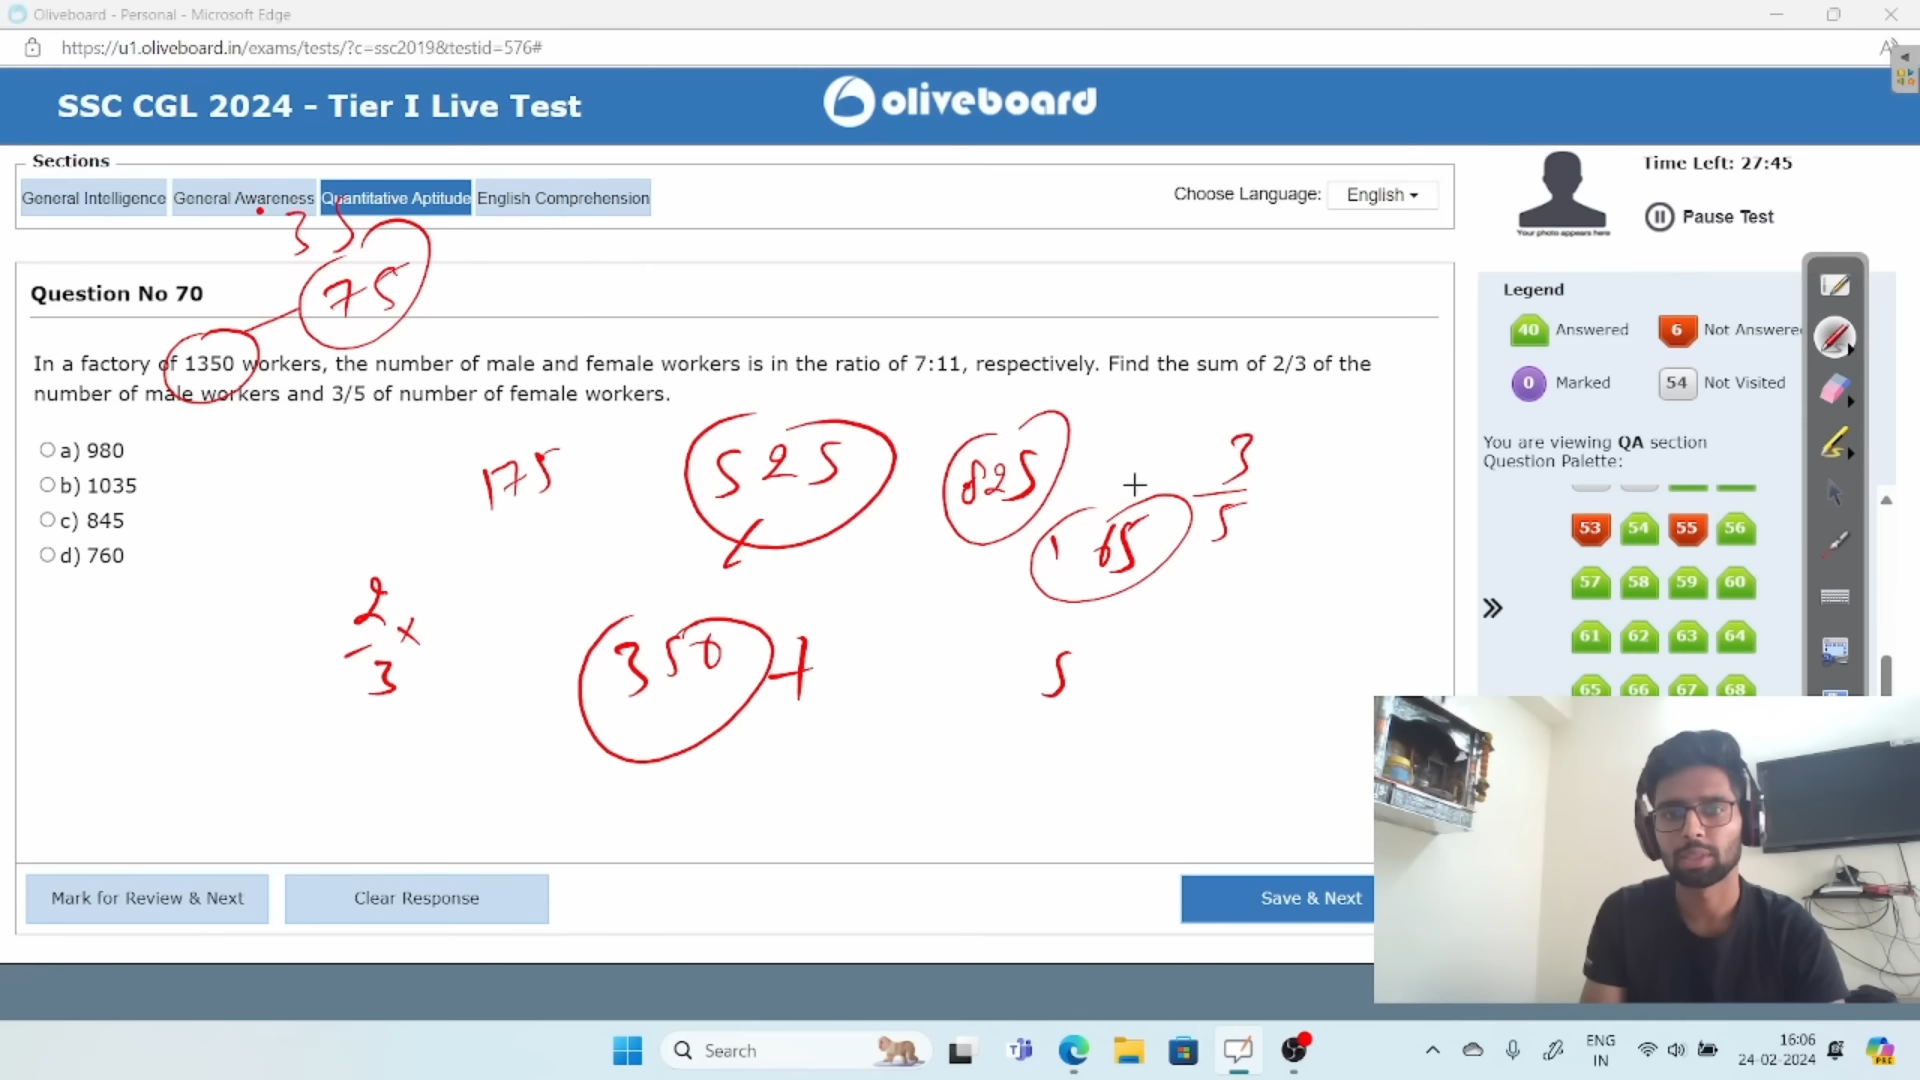 Oliveboard - Personal - Microsoft Edge
https://u1.oliveboard.in/exams/tests/?c=ssc2019&testid=576#
SSC CGL 2024 - Tier I Live Test
oliveboard
Sections
General Intelligence
General Awareness
Quantitative Aptitude
English Comprehension
Choose Language:
English
Your photo appears here
Time Left: 27:45
Pause Test
35
75
Question No 70
In a factory of 1350 workers, the number of male and female workers is in the ratio of 7:11, respectively. Find the sum of 2/3 of the
number of male workers and 3/5 of number of female workers.
a) 980
b) 1035
c) 845
d) 760
175
525
825
3
5
165
2 ×
3
350 +
5
Legend
40 Answered
6 Not Answere
0 Marked
54 Not Visited
You are viewing QA section
Question Palette:
53 54 55 56
57 58 59 60
61 62 63 64
65 66 67 68
Mark for Review & Next
Clear Response
Save & Next
Search
ENG
IN
16:06
24-02-2024
PRE